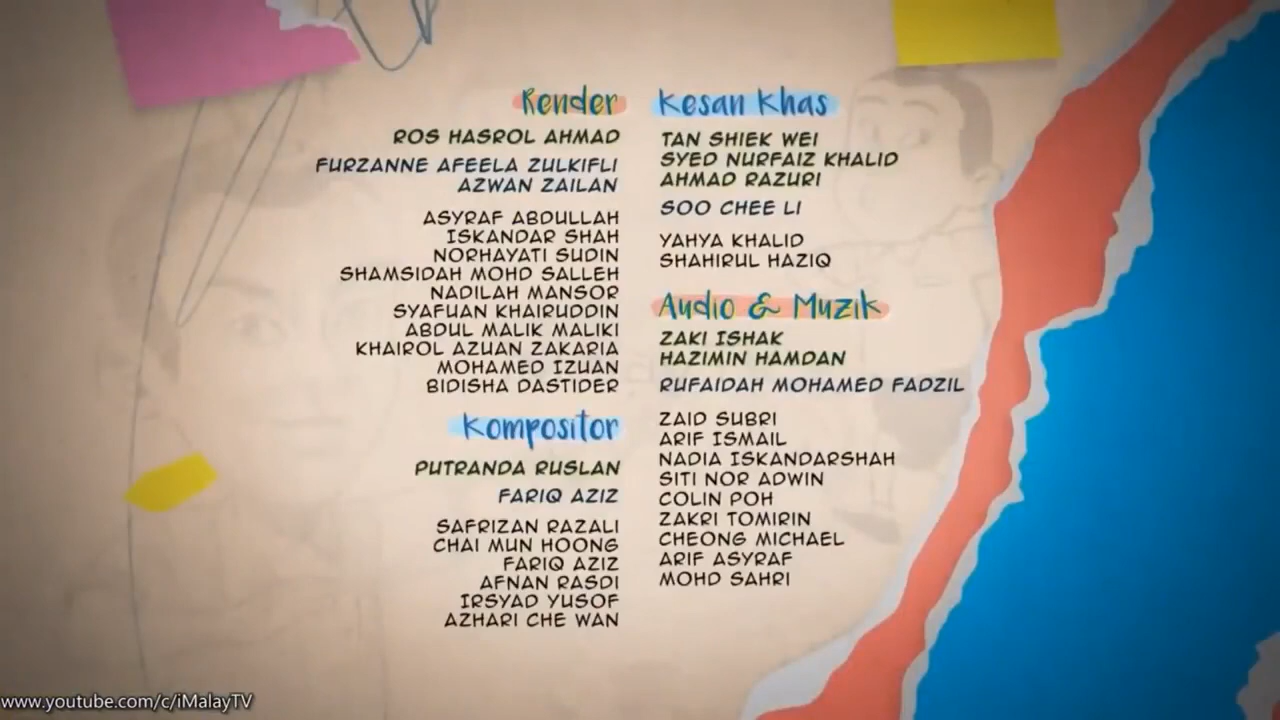 Render
ROS HASROL AHMAD
FURZANNE AFEELA ZULKIFLI
AZWAN ZAILAN
ASYRAF ABDULLAH
ISKANDAR SHAH
NORHAYATI SUDIN
SHAMSIDAH MOHD SALLEH
NADILAH MANSOR
SYAFUAN KHAIRUDDIN
ABDUL MALIK MALIKI
KHAIROL AZUAN ZAKARIA
MOHAMED IZUAN
BIDISHA DASTIDER
Kompositor
PUTRANDA RUSLAN
FARIQ AZIZ
SAFRIZAN RAZALI
CHAI MUN HOONG
FARIQ AZIZ
AFNAN RASDI
IRSYAD YUSOF
AZHARI CHE WAN
Kesan Khas
TAN SHIEK WEI
SYED NURFAIZ KHALID
AHMAD RAZURI
SOO CHEE LI
YAHYA KHALID
SHAHIRUL HAZIQ
Audio & Muzik
ZAKI ISHAK
HAZIMIN HAMDAN
RUFAIDAH MOHAMED FADZIL
ZAID SUBRI
ARIF ISMAIL
NADIA ISKANDARSHAH
SITI NOR ADWIN
COLIN POH
ZAKRI TOMIRIN
CHEONG MICHAEL
ARIF ASYRAF
MOHD SAHRI
www.youtube.com/c/iMalayTV